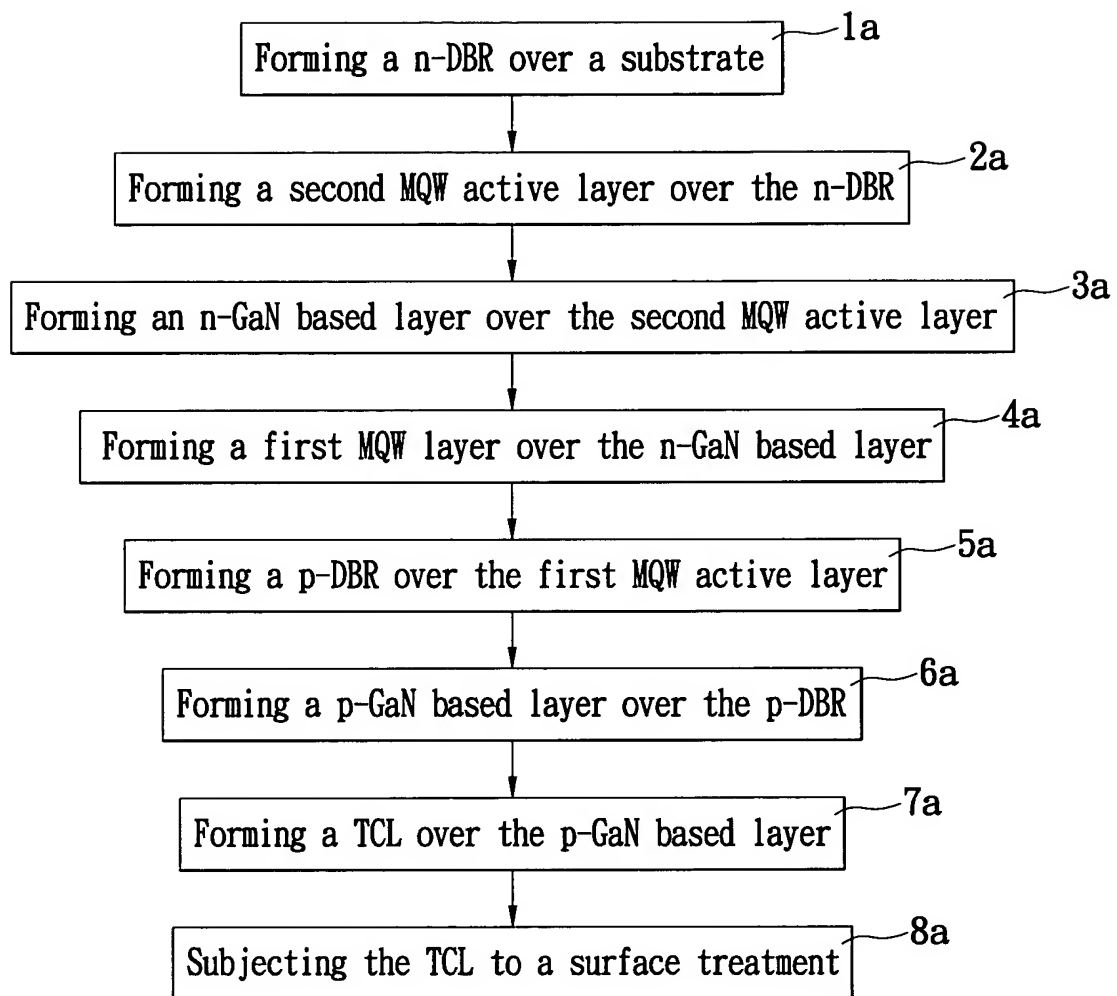 Forming a n-DBR over a substrate
1a
Forming a second MQW active layer over the n-DBR
2a
Forming an n-GaN based layer over the second MQW active layer
3a
Forming a first MQW layer over the n-GaN based layer
4a
Forming a p-DBR over the first MQW active layer
5a
Forming a p-GaN based layer over the p-DBR
6a
Forming a TCL over the p-GaN based layer
7a
Subjecting the TCL to a surface treatment
8a